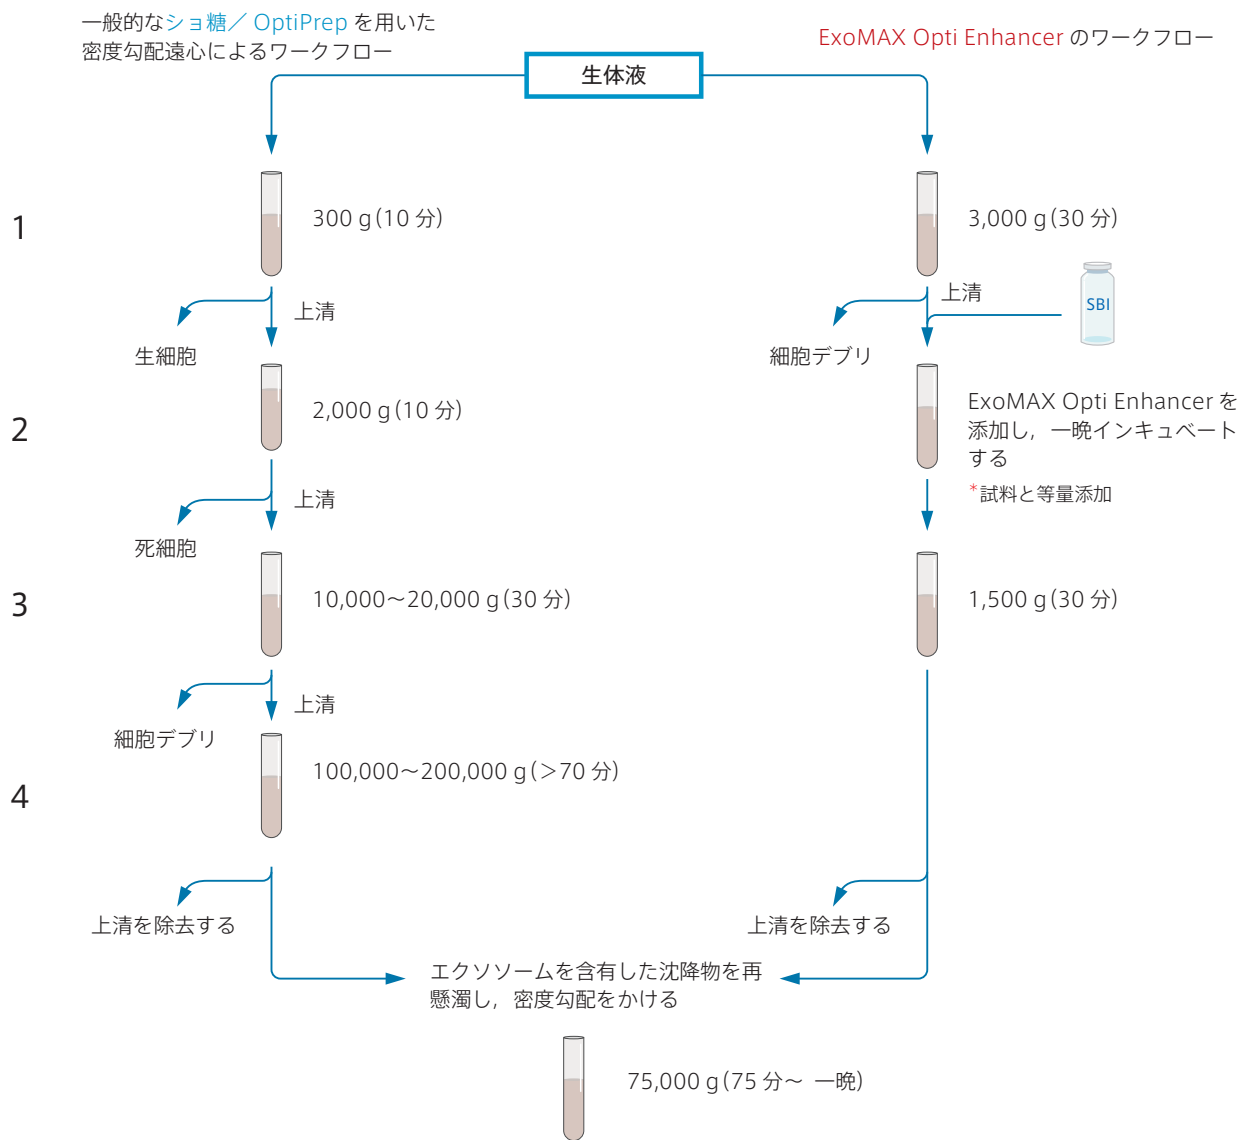 一般的なショ糖／ OptiPrep を用いた
密度勾配遠心によるワークフロー
ExoMAX Opti Enhancer のワークフロー
生体液
1
300 g（10 分）
3,000 g（30 分）
上清
生細胞
上清
SBI
細胞デブリ
2
2,000 g（10 分）
ExoMAX Opti Enhancer を
添加し，一晩インキュベート
する
*試料と等量添加
上清
死細胞
3
10,000〜20,000 g（30 分）
1,500 g（30 分）
上清
細胞デブリ
4
100,000〜200,000 g（＞70 分）
上清を除去する
上清を除去する
エクソソームを含有した沈降物を再
懸濁し，密度勾配をかける
75,000 g（75 分〜 一晩）